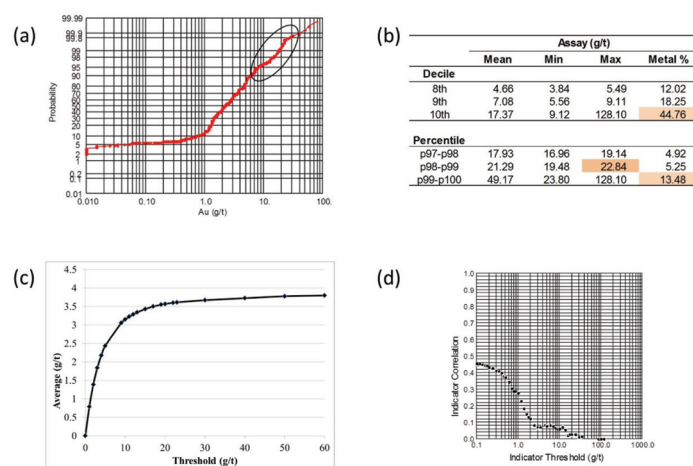 (a)
99.99
99.9
99.8
99
98
95
90
80
70
60
50
40
30
20
10
5
2
1
0.2
0.1
0.01
Probability
0.010
0.10
1.0
10.
100.
Au (g/t)
(b)
Assay (g/t)
Mean Min Max Metal %
Decile
8th 4.66 3.84 5.49 12.02
9th 7.08 5.56 9.11 18.25
10th 17.37 9.12 128.10 44.76
Percentile
p97-p98 17.93 16.96 19.14 4.92
p98-p99 21.29 19.48 22.84 5.25
p99-p100 49.17 23.80 128.10 13.48
(c)
4.5
4
3.5
3
2.5
2
1.5
1
0.5
0
Average (g/t)
0 10 20 30 40 50 60
Threshold (g/t)
(d)
1.0
0.9
0.8
0.7
0.6
0.5
0.4
0.3
0.2
0.1
0.0
Indicator Correlation
0.1 1.0 10.0 100.0 1000.0
Indicator Threshold (g/t)